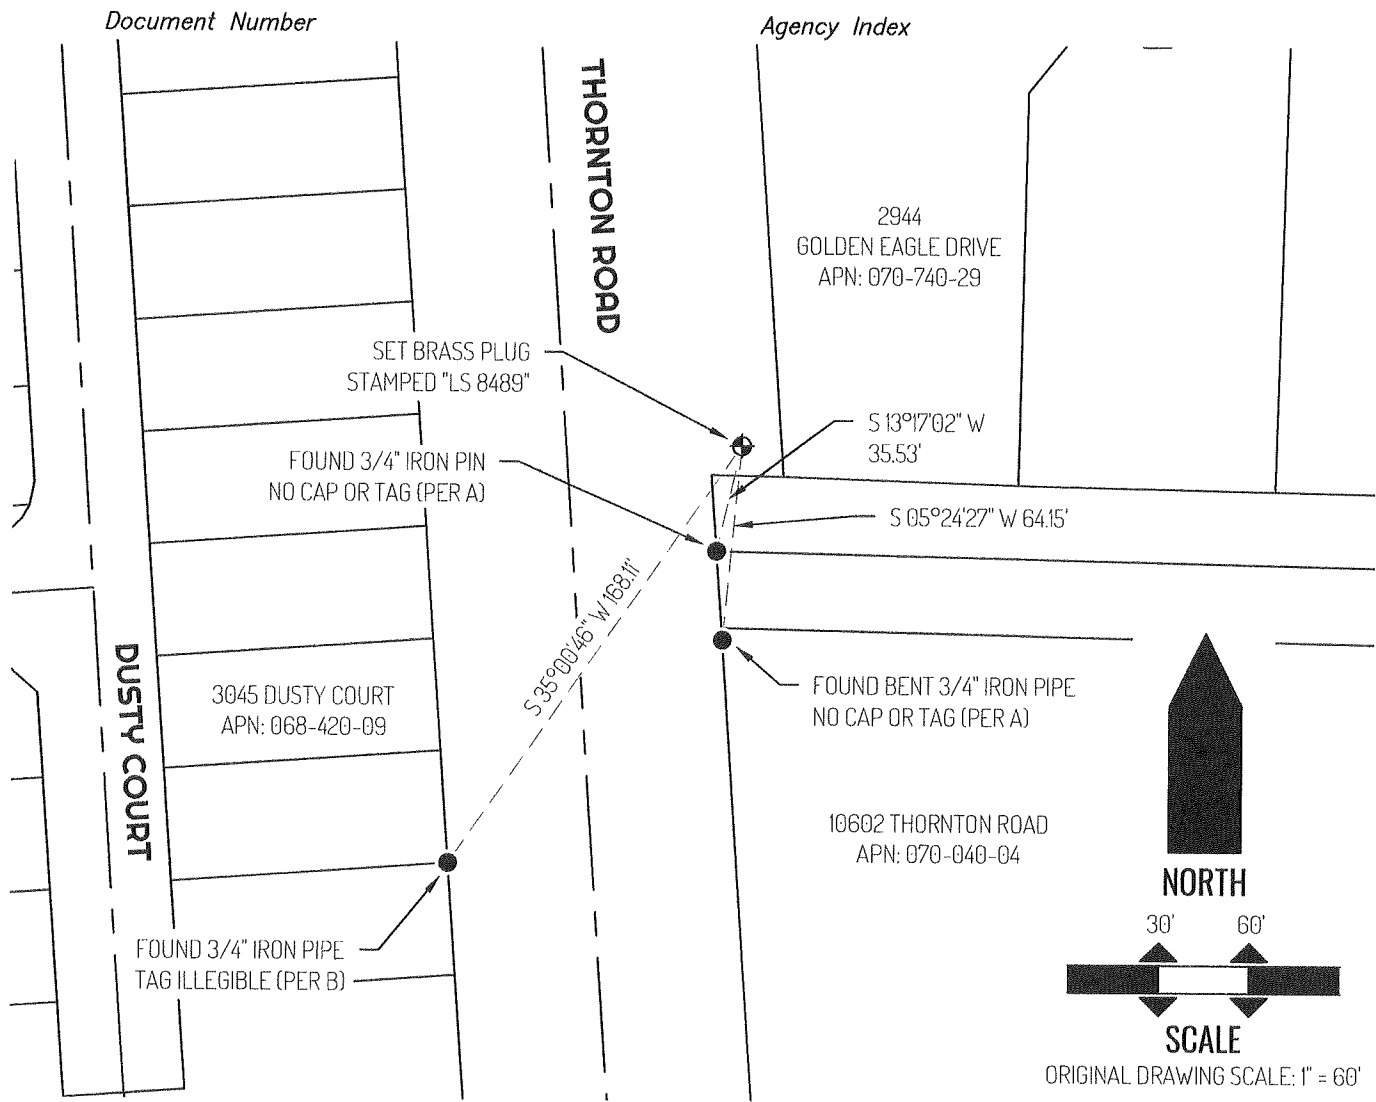 Document Number
Agency Index
THORNTON ROAD
2944
GOLDEN EAGLE DRIVE
APN: 070-740-29
SET BRASS PLUG
STAMPED "LS 8489"
S 13°17'02" W
35.53'
FOUND 3/4" IRON PIN
NO CAP OR TAG (PER A)
S 05°24'27" W 64.15'
S 35°00'46" W 168.11'
DUSTY COURT
3045 DUSTY COURT
APN: 068-420-09
FOUND BENT 3/4" IRON PIPE
NO CAP OR TAG (PER A)
10602 THORNTON ROAD
APN: 070-040-04
NORTH
30' 60'
FOUND 3/4" IRON PIPE
TAG ILLEGIBLE (PER B)
SCALE
ORIGINAL DRAWING SCALE: 1" = 60'